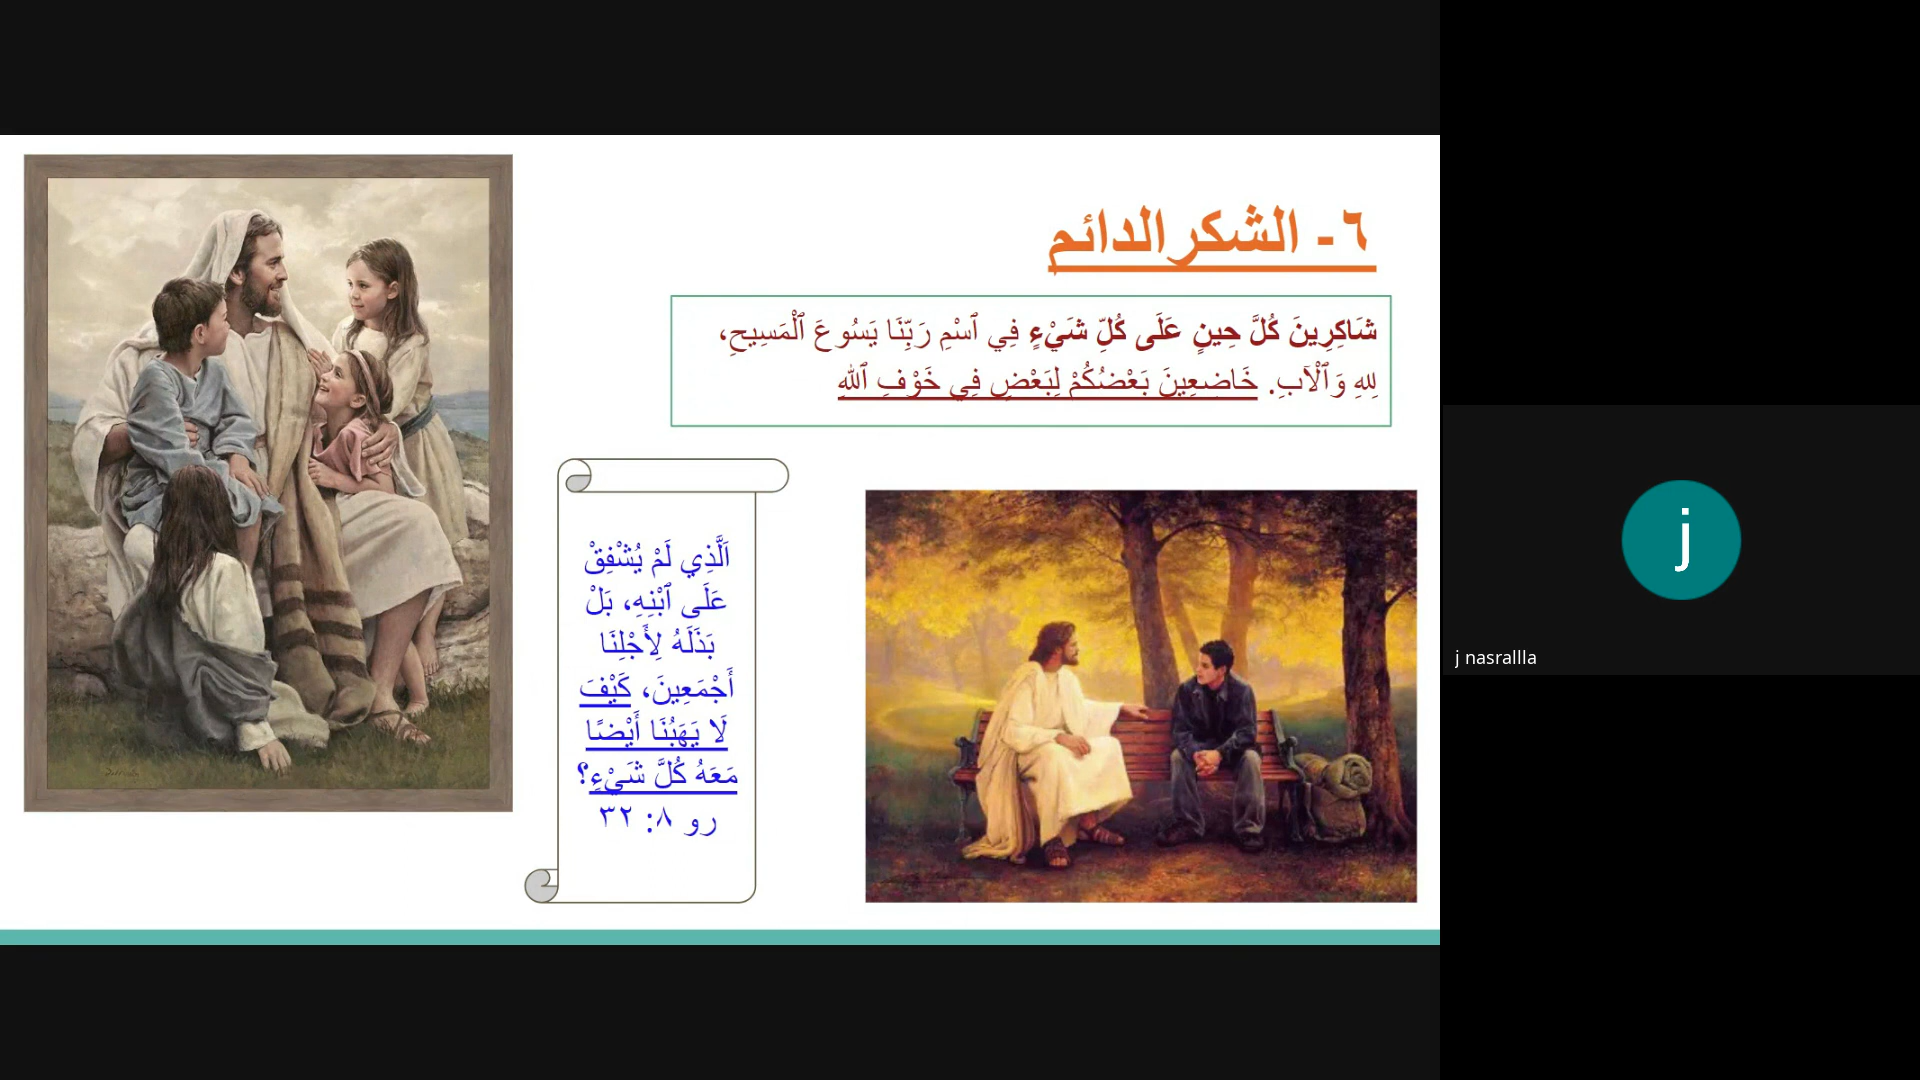 ٦- الشكر الدائم
شَاكِرِينَ كُلَّ حِينٍ عَلَى كُلِّ شَيْءٍ فِي ٱسْمِ رَبِّنَا يَسُوعَ ٱلْمَسِيحِ،
لِلهِ وَٱلْآبِ. خَاضِعِينَ بَعْضُكُمْ لِبَعْضٍ فِي خَوْفِ ٱللهِ
اَلَّذِي لَمْ يُشْفِقْ
عَلَى ٱبْنِهِ، بَلْ
بَذَلَهُ لِأَجْلِنَا
أَجْمَعِينَ، كَيْفَ
لَا يَهَبُنَا أَيْضًا
مَعَهُ كُلَّ شَيْءٍ؟
رو ٨: ٣٢
j
j nasrallla